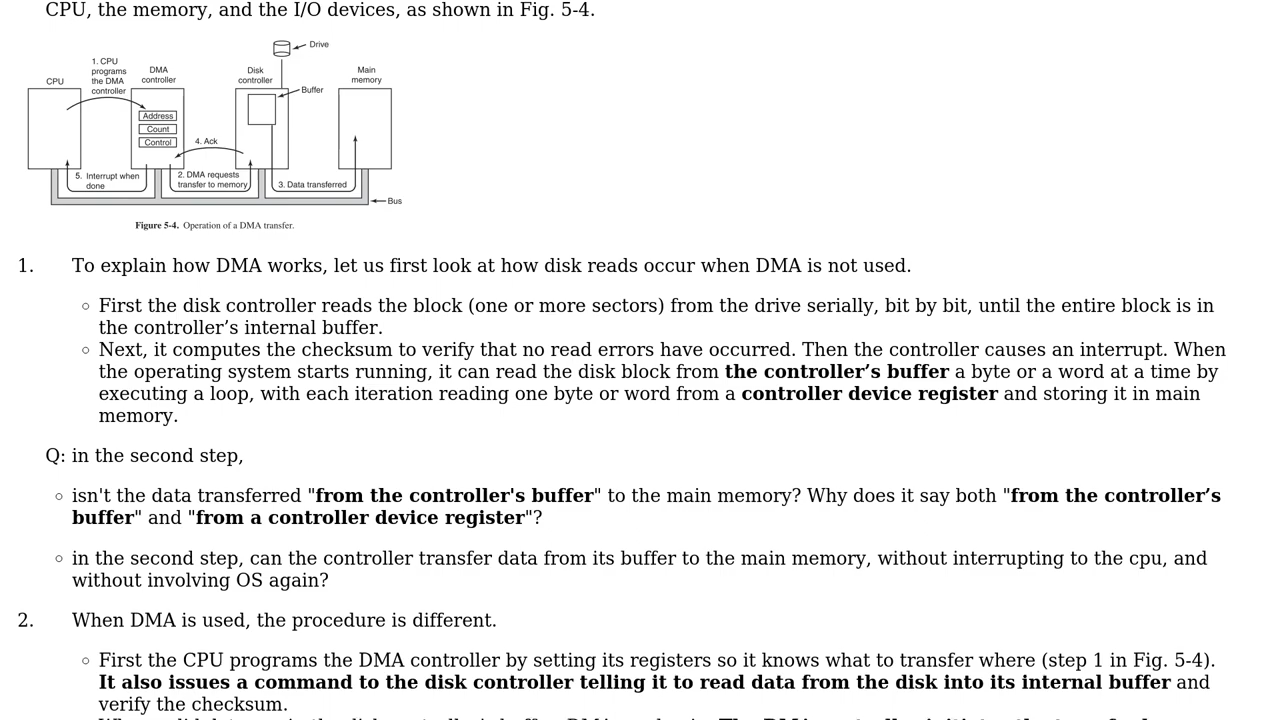 CPU, the memory, and the I/O devices, as shown in Fig. 5-4.
Drive
1. CPU
programs
the DMA
controller
CPU
DMA
controller
Disk
controller
Main
memory
Buffer
Address
Count
Control
4. Ack
5. Interrupt when
done
2. DMA requests
transfer to memory
3. Data transferred
Bus
Figure 5-4. Operation of a DMA transfer.
1. To explain how DMA works, let us first look at how disk reads occur when DMA is not used.
◦ First the disk controller reads the block (one or more sectors) from the drive serially, bit by bit, until the entire block is in
the controller’s internal buffer.
◦ Next, it computes the checksum to verify that no read errors have occurred. Then the controller causes an interrupt. When
the operating system starts running, it can read the disk block from the controller’s buffer a byte or a word at a time by
executing a loop, with each iteration reading one byte or word from a controller device register and storing it in main
memory.
Q: in the second step,
◦ isn't the data transferred "from the controller's buffer" to the main memory? Why does it say both "from the controller’s
buffer" and "from a controller device register"?
◦ in the second step, can the controller transfer data from its buffer to the main memory, without interrupting to the cpu, and
without involving OS again?
2. When DMA is used, the procedure is different.
◦ First the CPU programs the DMA controller by setting its registers so it knows what to transfer where (step 1 in Fig. 5-4).
It also issues a command to the disk controller telling it to read data from the disk into its internal buffer and
verify the checksum.